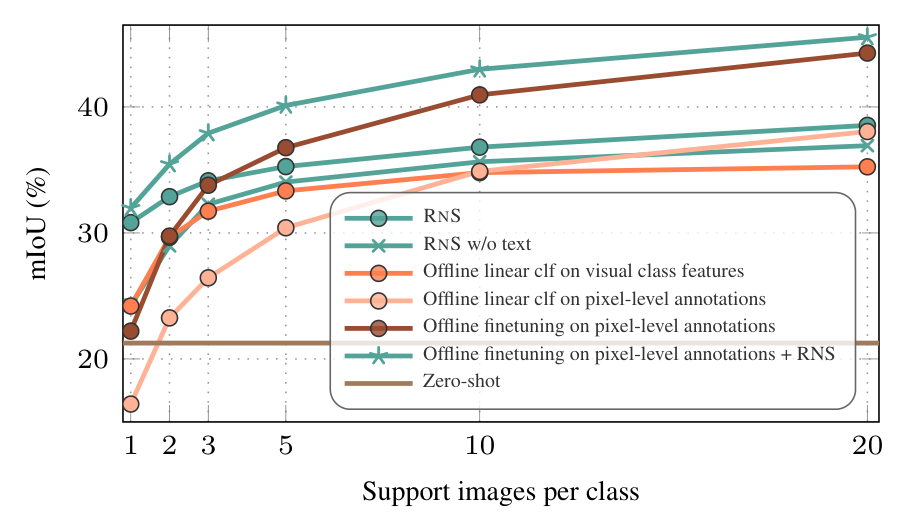 40
30
20
mIoU (%)
RNS
RNS w/o text
Offline linear clf on visual class features
Offline linear clf on pixel-level annotations
Offline finetuning on pixel-level annotations
Offline finetuning on pixel-level annotations + RNS
Zero-shot
1 2 3 5 10 20
Support images per class